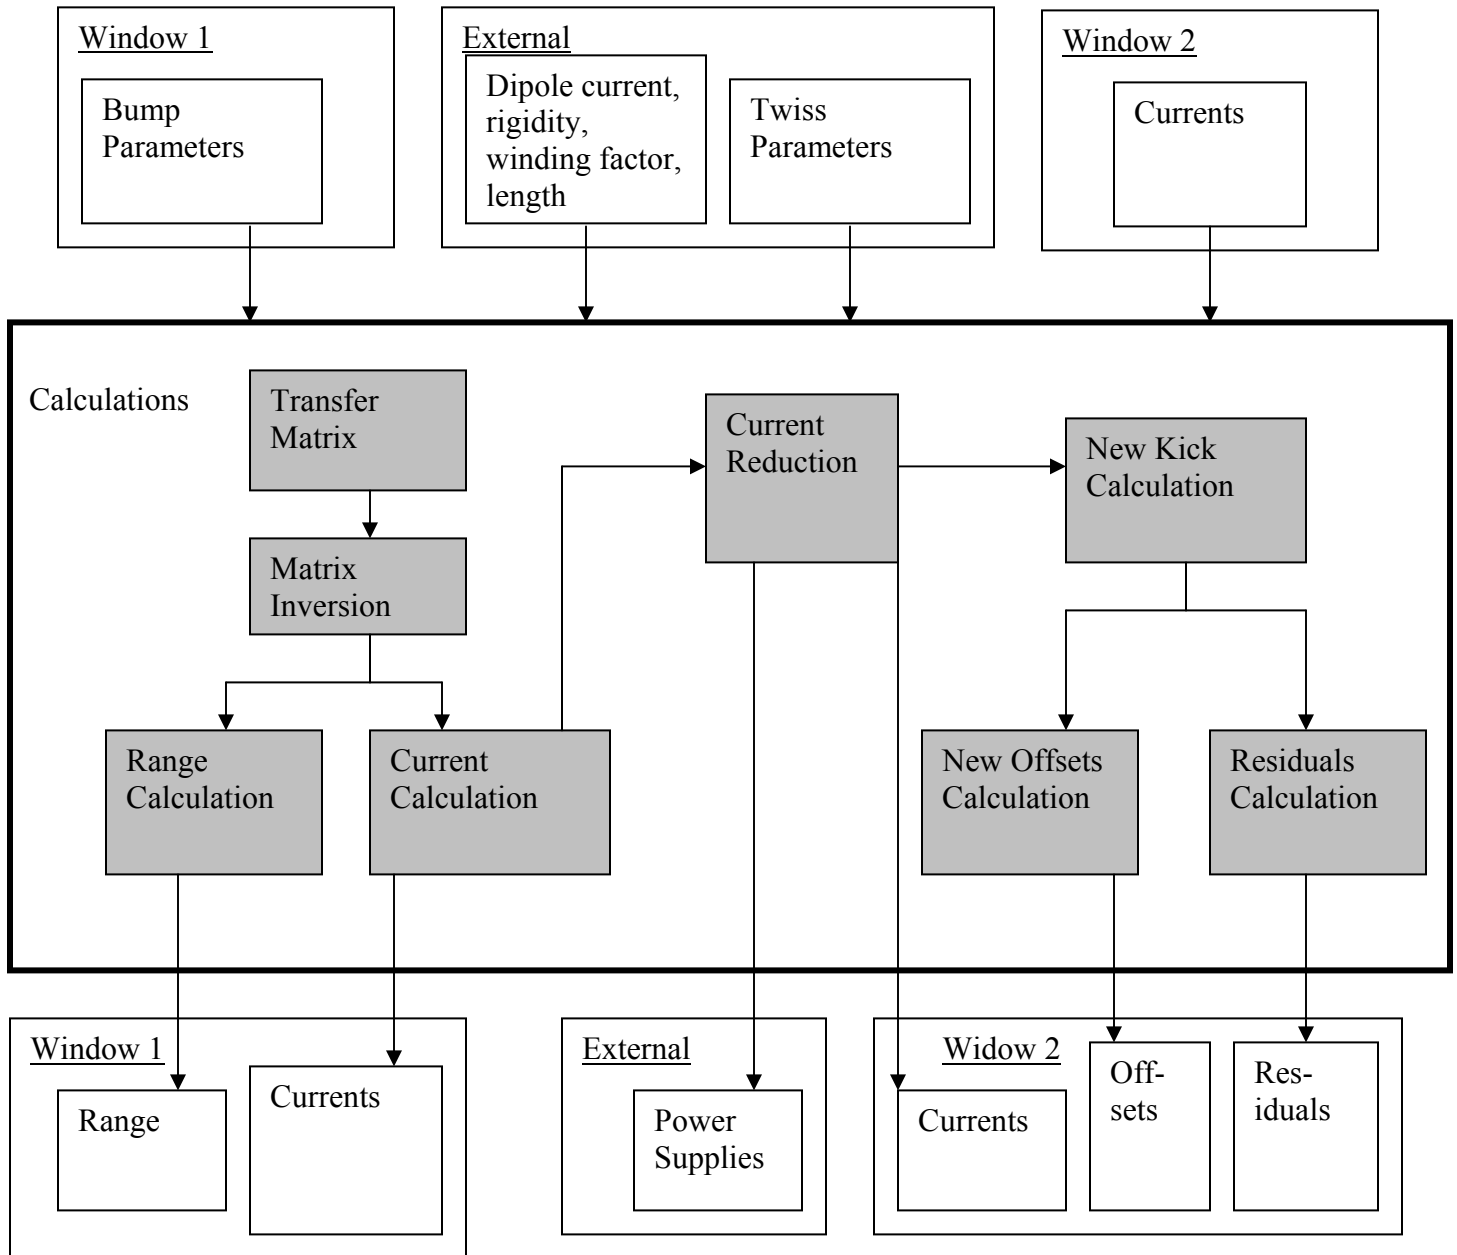 Window 1
Bump
Parameters
External
Dipole current,
rigidity,
winding factor,
length
Twiss
Parameters
Window 2
Currents
Calculations
Transfer
Matrix
Matrix
Inversion
Range
Calculation
Current
Calculation
Current
Reduction
New Kick
Calculation
New Offsets
Calculation
Residuals
Calculation
Window 1
Range
Currents
External
Power
Supplies
Widow 2
Currents
Off-
sets
Res-
iduals